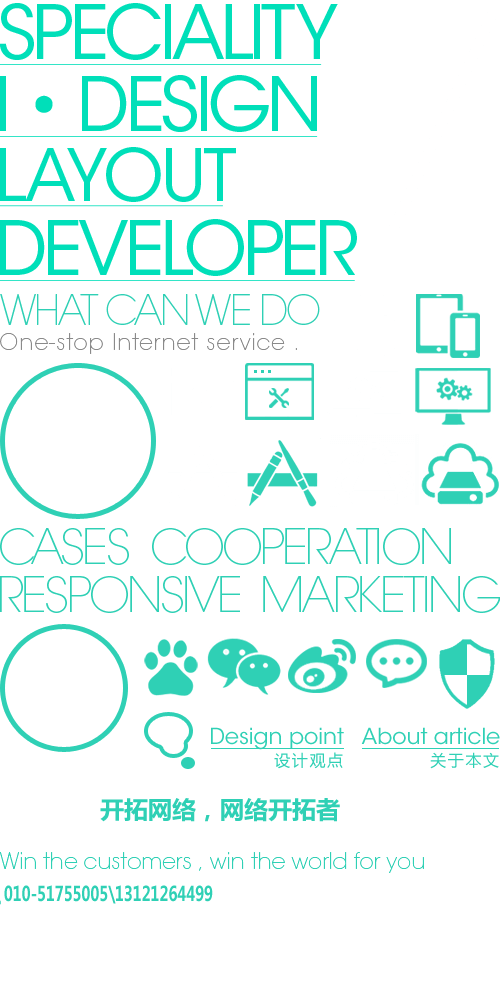 SPECIALITY
I • DESIGN
LAYOUT
DEVELOPER
WHAT CAN WE DO
One-stop Internet service .
CASES COOPERATION
RESPONSIVE MARKETING
Design point About article
设计观点 关于本文
开拓网络，网络开拓者
Win the customers , win the world for you
010-51755005\13121264499